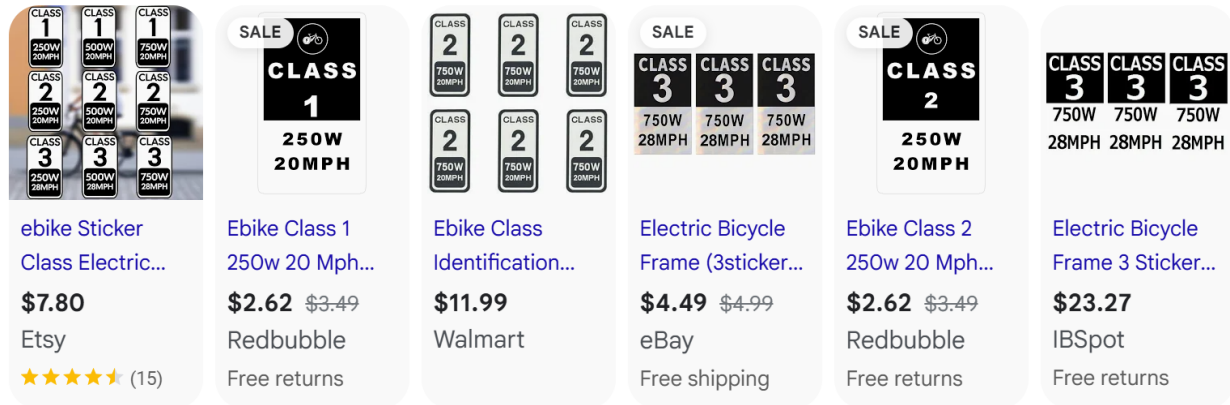 CLASS
1
250W
20MPH
CLASS
1
500W
20MPH
CLASS
1
750W
20MPH
CLASS
2
250W
20MPH
CLASS
2
500W
20MPH
CLASS
2
750W
20MPH
CLASS
3
250W
28MPH
CLASS
3
500W
28MPH
CLASS
3
750W
28MPH
ebike Sticker
Class Electric...
$7.80
Etsy
(15)
SALE
CLASS
1
250W
20MPH
Ebike Class 1
250w 20 Mph...
$2.62 $3.49
Redbubble
Free returns
CLASS
2
750W
20MPH
CLASS
2
750W
20MPH
CLASS
2
750W
20MPH
CLASS
2
750W
20MPH
CLASS
2
750W
20MPH
CLASS
2
750W
20MPH
Ebike Class
Identification...
$11.99
Walmart
SALE
CLASS
3
750W
28MPH
CLASS
3
750W
28MPH
CLASS
3
750W
28MPH
Electric Bicycle
Frame (3sticker...
$4.49 $4.99
eBay
Free shipping
SALE
CLASS
2
250W
20MPH
Ebike Class 2
250w 20 Mph...
$2.62 $3.49
Redbubble
Free returns
CLASS
3
750W
28MPH
CLASS
3
750W
28MPH
CLASS
3
750W
28MPH
Electric Bicycle
Frame 3 Sticker...
$23.27
IBSpot
Free returns